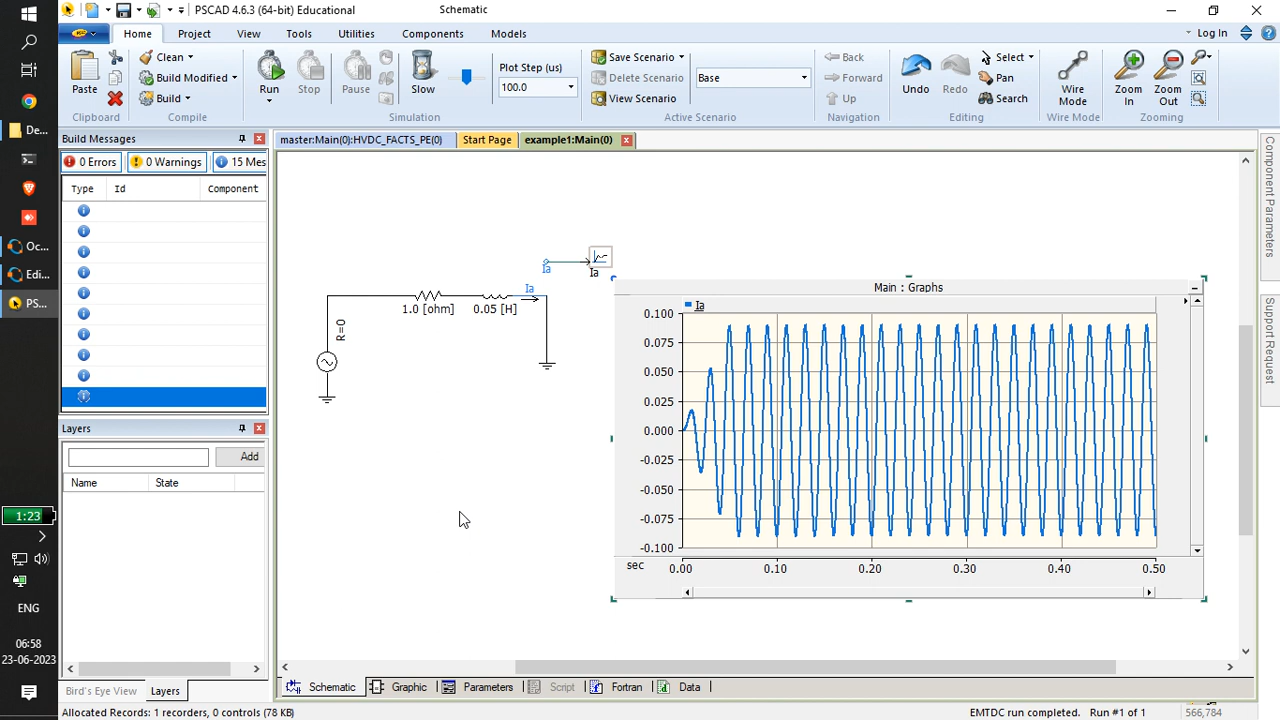 PSCAD 4.6.3 (64-bit) Educational
Schematic
Home
Project
View
Tools
Utilities
Components
Models
Log In
Paste
Clean
Build Modified
Build
Run
Stop
Pause
Slow
Plot Step (us)
100.0
Save Scenario
Delete Scenario
View Scenario
Base
Back
Forward
Up
Undo
Redo
Select
Pan
Search
Wire
Mode
Zoom
In
Zoom
Out
Clipboard
Compile
Simulation
Active Scenario
Navigation
Editing
Wire Mode
Zooming
Build Messages
master:Main(0):HVDC_FACTS_PE(0)
Start Page
example1:Main(0)
0 Errors
0 Warnings
15 Mes
Type
Id
Component
Layers
Add
Name
State
Bird's Eye View
Layers
De...
Oc...
Edi...
PS...
1:23
ENG
06:58
23-06-2023
Ia
Ia
Ia
R=0
1.0 [ohm]
0.05 [H]
Main : Graphs
Ia
0.100
0.075
0.050
0.025
0.000
-0.025
-0.050
-0.075
-0.100
sec
0.00
0.10
0.20
0.30
0.40
0.50
Component Parameters
Support Request
Schematic
Graphic
Parameters
Script
Fortran
Data
Allocated Records: 1 recorders, 0 controls (78 KB)
EMTDC run completed.
Run #1 of 1
566,784